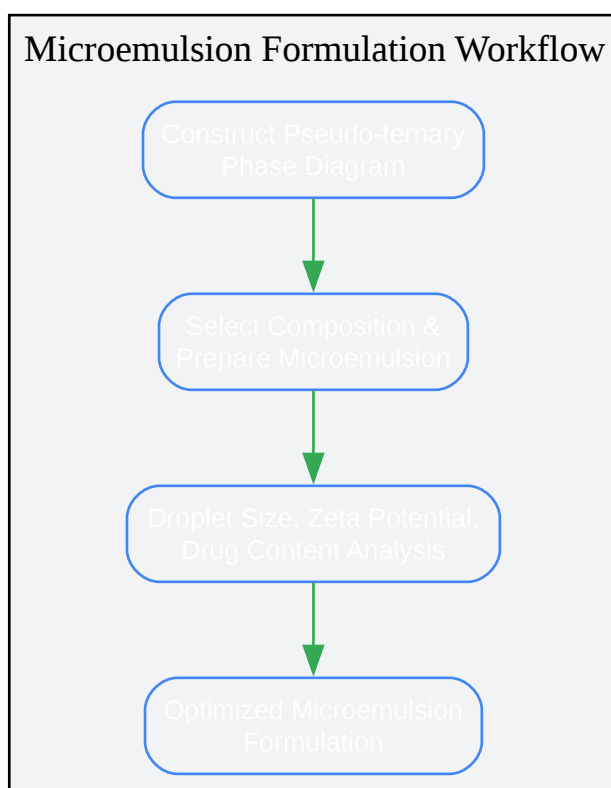 Microemulsion Formulation Workflow
Construct Pseudo-ternary
Phase Diagram
Select Composition &
Prepare Microemulsion
Droplet Size, Zeta Potential,
Drug Content Analysis
Optimized Microemulsion
Formulation